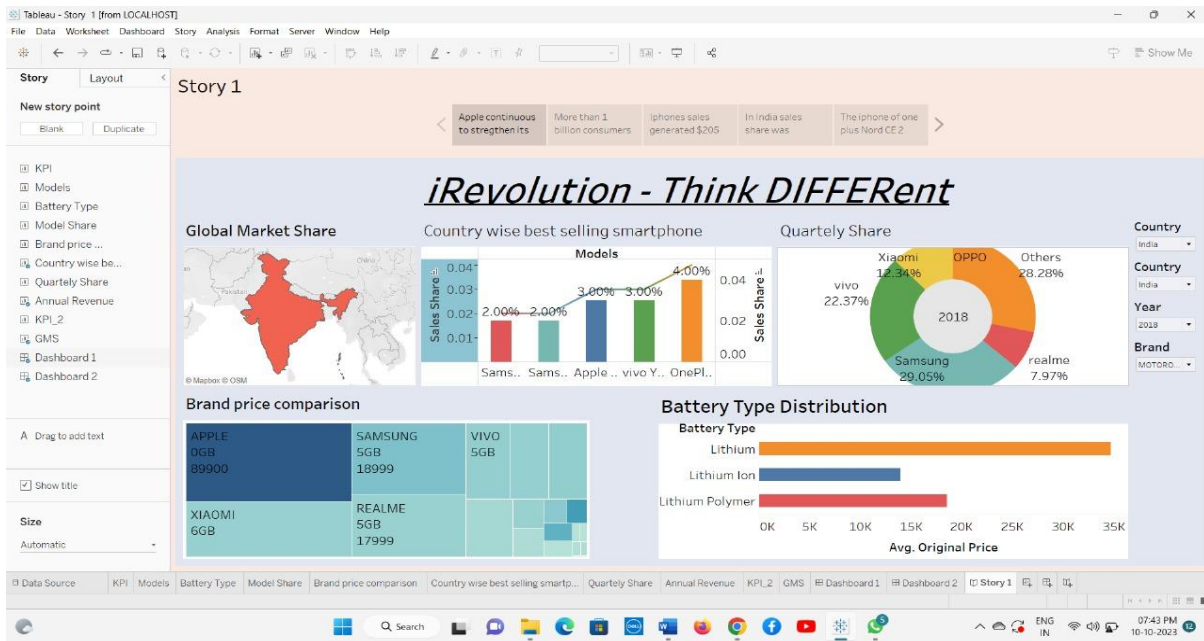 Tableau - Story 1 [from LOCALHOST]
File Data Worksheet Dashboard Story Analysis Format Server Window Help
Show Me
Story Layout
New story point
Blank Duplicate
KPI
Models
Battery Type
Model Share
Brand price ...
Country wise be...
Quartely Share
Annual Revenue
KPI_2
GMS
Dashboard 1
Dashboard 2
A Drag to add text
Show title
Size
Automatic
Story 1
Apple continuous
to stregthen its
More than 1
billion consumers
Iphones sales
generated $205
In India sales
share was
The iphone of one
plus Nord CE 2
iRevolution - Think DIFFERent
Global Market Share
China
Pakistan
© Mapbox © OSM
Country wise best selling smartphone
Models
Sales Share
0.04
0.03
0.02
0.01
2.00% 2.00% 3.00% 3.00% 4.00%
0.04
0.02
0.00
Sales Share
Sams.. Sams.. Apple .. vivo Y.. OnePl..
Quartely Share
Xiaomi
12.34%
OPPO
Others
28.28%
vivo
22.37%
2018
Samsung
29.05%
realme
7.97%
Country
India
Country
India
Year
2018
Brand
MOTORO...
Brand price comparison
APPLE
0GB
89900
SAMSUNG
5GB
18999
VIVO
5GB
XIAOMI
6GB
REALME
5GB
17999
Battery Type Distribution
Battery Type
Lithium
Lithium Ion
Lithium Polymer
0K 5K 10K 15K 20K 25K 30K 35K
Avg. Original Price
Data Source KPI Models Battery Type Model Share Brand price comparison Country wise best selling smartp... Quartely Share Annual Revenue KPI_2 GMS Dashboard 1 Dashboard 2 Story 1
Search
DELL
5
ENG
IN
07:43 PM
10-10-2023
12